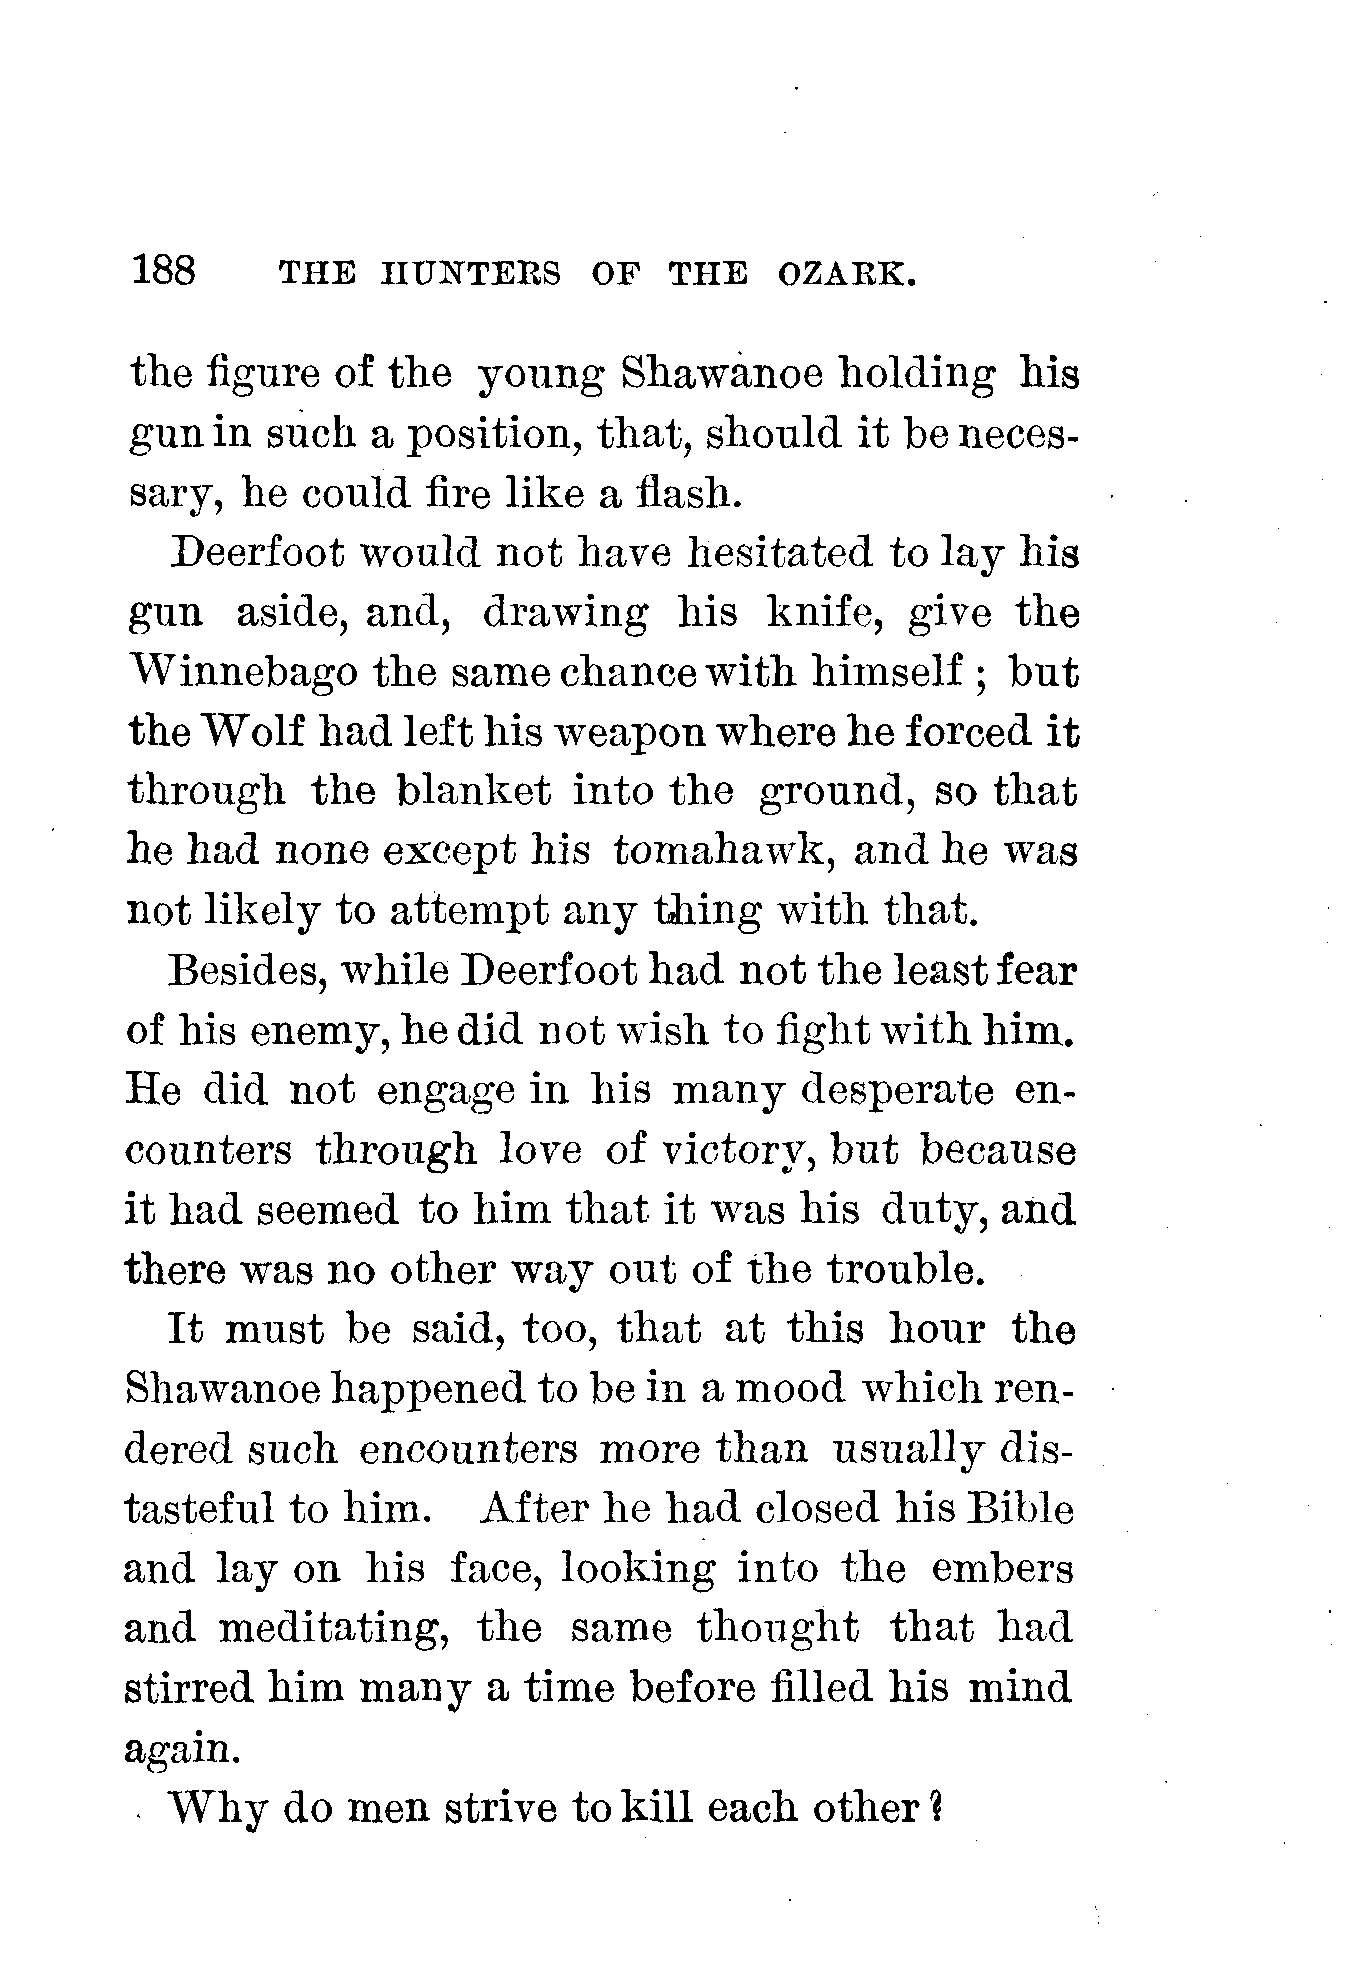 188 THE HUNTERS OF THE OZARK.
the figure of the young Shawanoe holding his
gun in such a position, that, should it be neces-
sary, he could fire like a flash.
Deerfoot would not have hesitated to lay his
gun aside, and, drawing his knife, give the
Winnebago the same chance with himself ; but
the Wolf had left his weapon where he forced it
through the blanket into the ground, so that
he had none except his tomahawk, and he was
not likely to attempt any thing with that.
Besides, while Deerfoot had not the least fear
of his enemy, he did not wish to fight with him.
He did not engage in his many desperate en-
counters through love of victory, but because
it had seemed to him that it was his duty, and
there was no other way out of the trouble.
It must be said, too, that at this hour the
Shawanoe happened to be in a mood which ren-
dered such encounters more than usually dis-
tasteful to him. After he had closed his Bible
and lay on his face, looking into the embers
and meditating, the same thought that had
stirred him many a time before filled his mind
again.
Why do men strive to kill each other ?